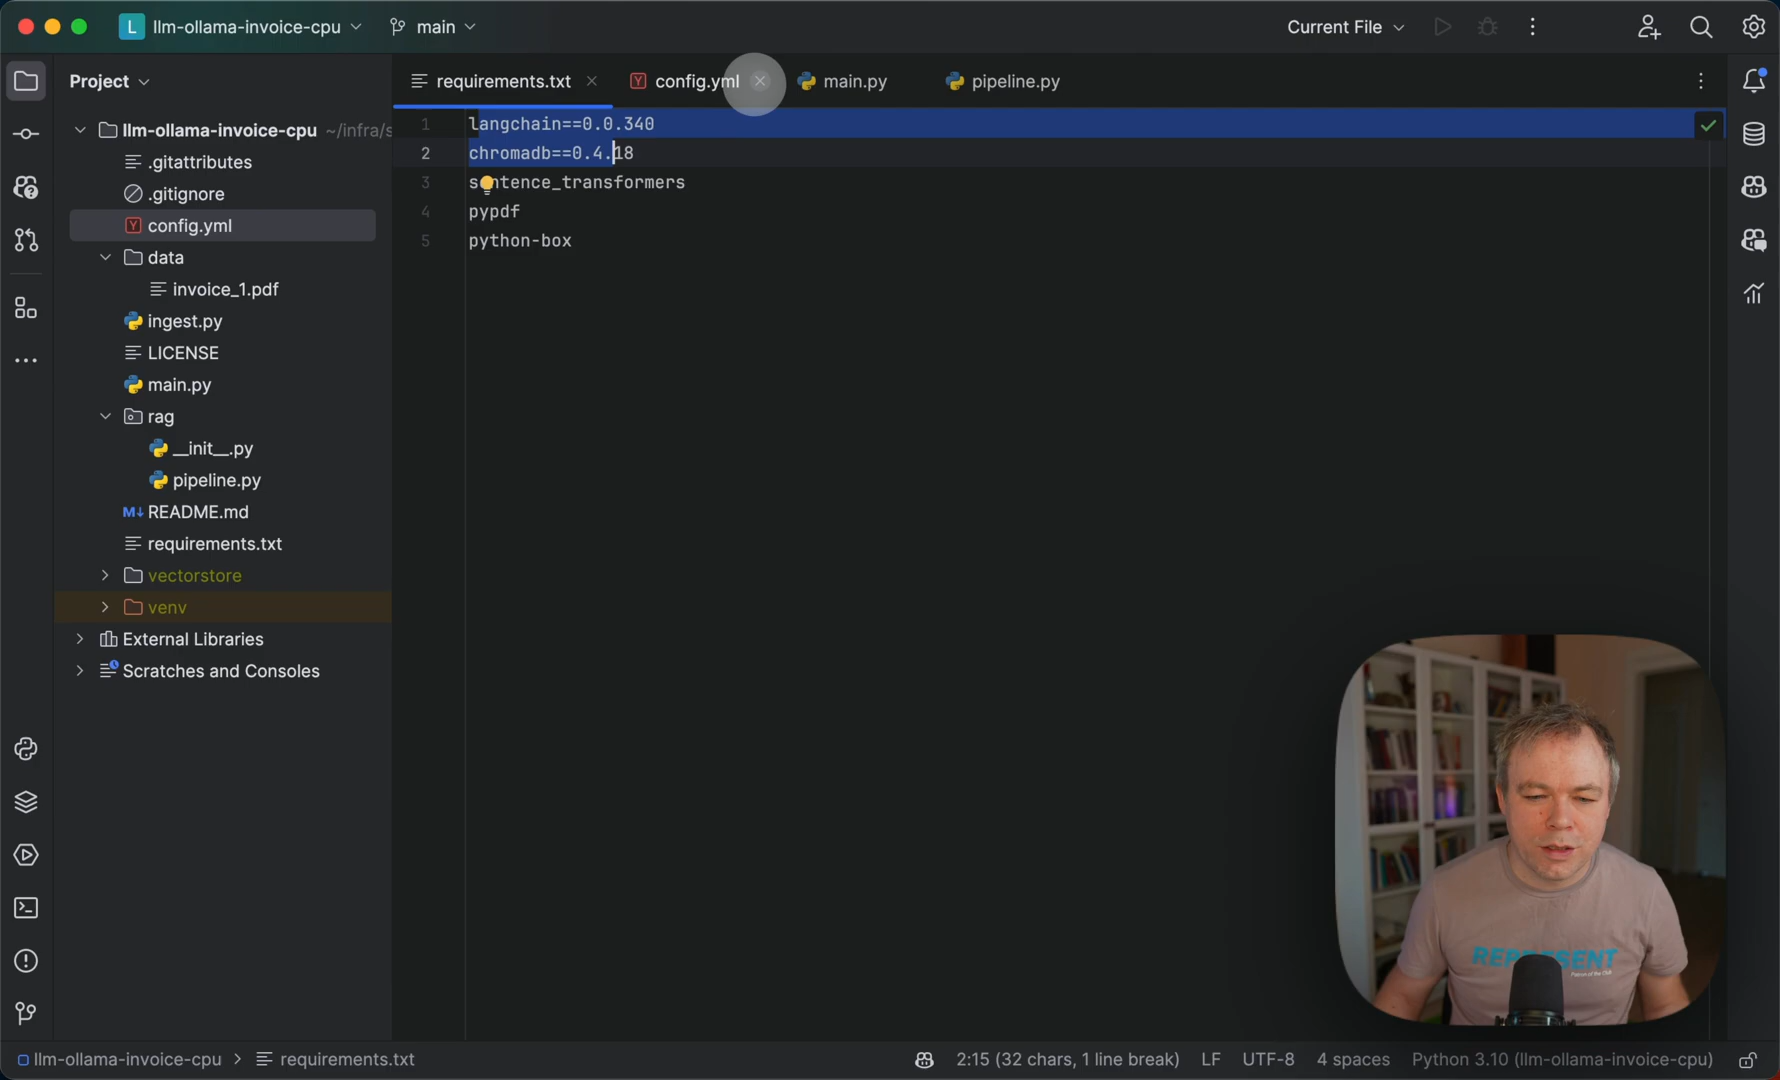 L llm-ollama-invoice-cpu
main
Current File
Project
requirements.txt
config.yml
main.py
pipeline.py
llm-ollama-invoice-cpu ~/infra/s
.gitattributes
.gitignore
config.yml
data
invoice_1.pdf
ingest.py
LICENSE
main.py
rag
__init__.py
pipeline.py
README.md
requirements.txt
vectorstore
venv
External Libraries
Scratches and Consoles
1 langchain==0.0.340
2 chromadb==0.4.18
3 sentence_transformers
4 pypdf
5 python-box
REPRESENT
llm-ollama-invoice-cpu > requirements.txt
2:15 (32 chars, 1 line break)
LF
UTF-8
4 spaces
Python 3.10 (llm-ollama-invoice-cpu)